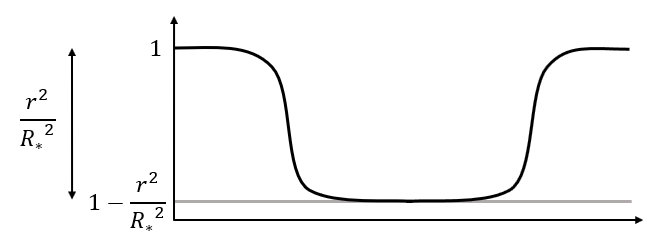 1
r²/R∗²
1 − r²/R∗²